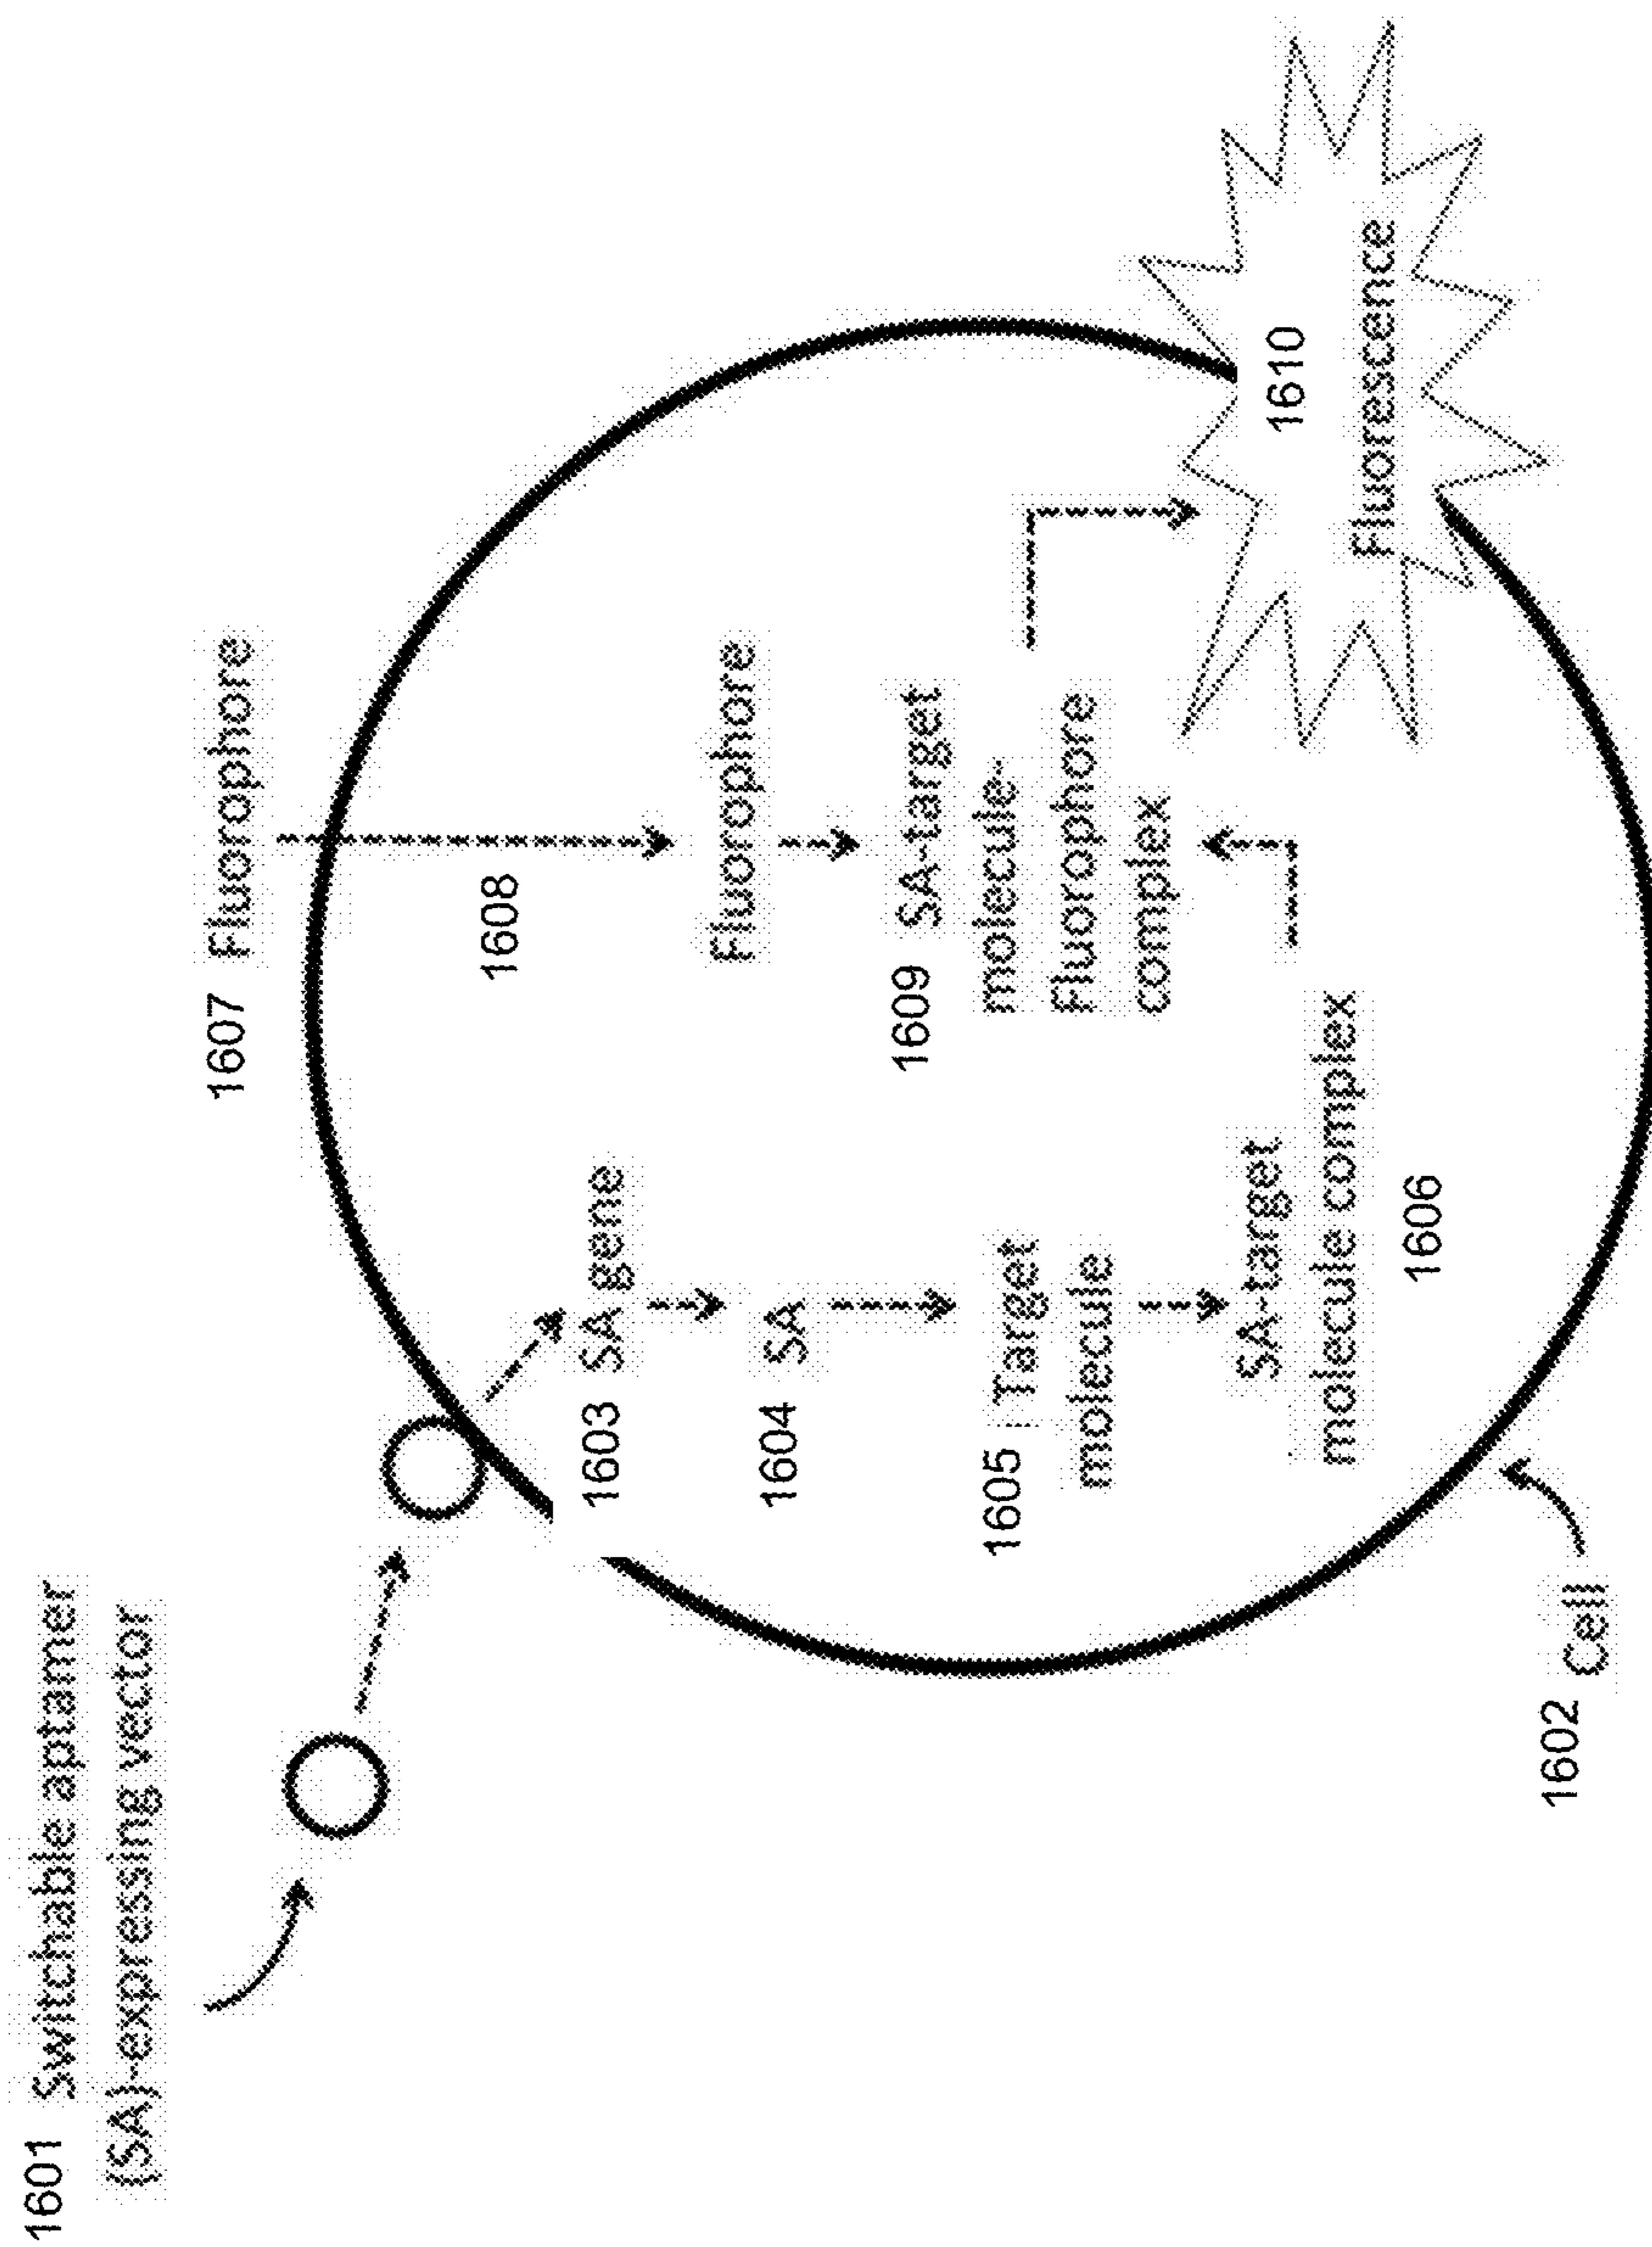 1601 Switchable aptamer
(SA)-expressing vector
1607 Fluorophore
1608
1603 SA gene
Fluorophore
1604 SA
1609 SA-target
molecule-
Fluorophore
complex
1605 Target
molecule
SA-target
molecule complex
1606
1610
Fluorescence
1602 Cell